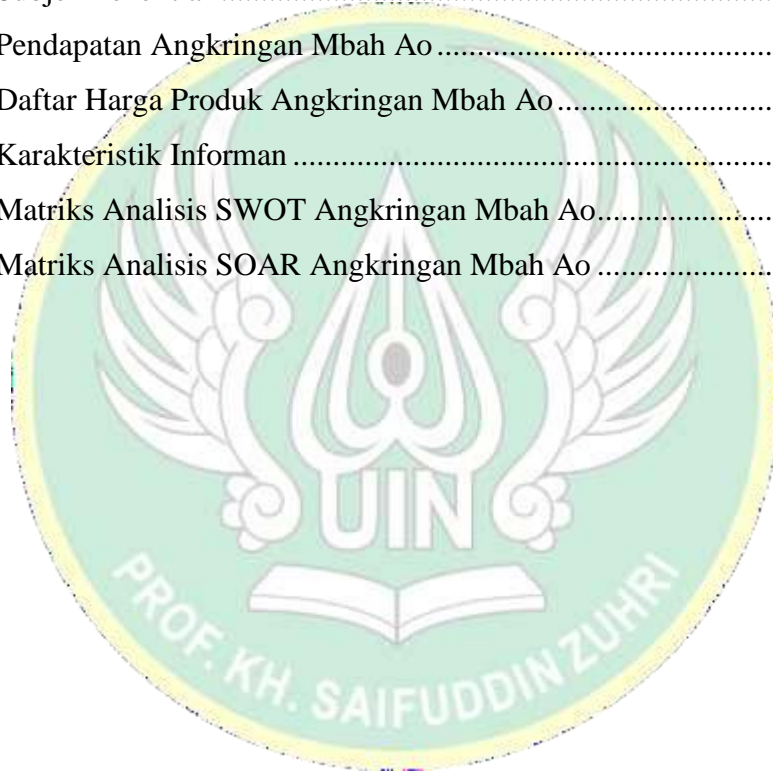 Pendapatan Angkringan Mbah Ao ..........................................
Daftar Harga Produk Angkringan Mbah Ao ...........................
Karakteristik Informan ............................................................
Matriks Analisis SWOT Angkringan Mbah Ao ......................
Matriks Analisis SOAR Angkringan Mbah Ao ......................
UIN
PROF. KH. SAIFUDDIN ZUHRI